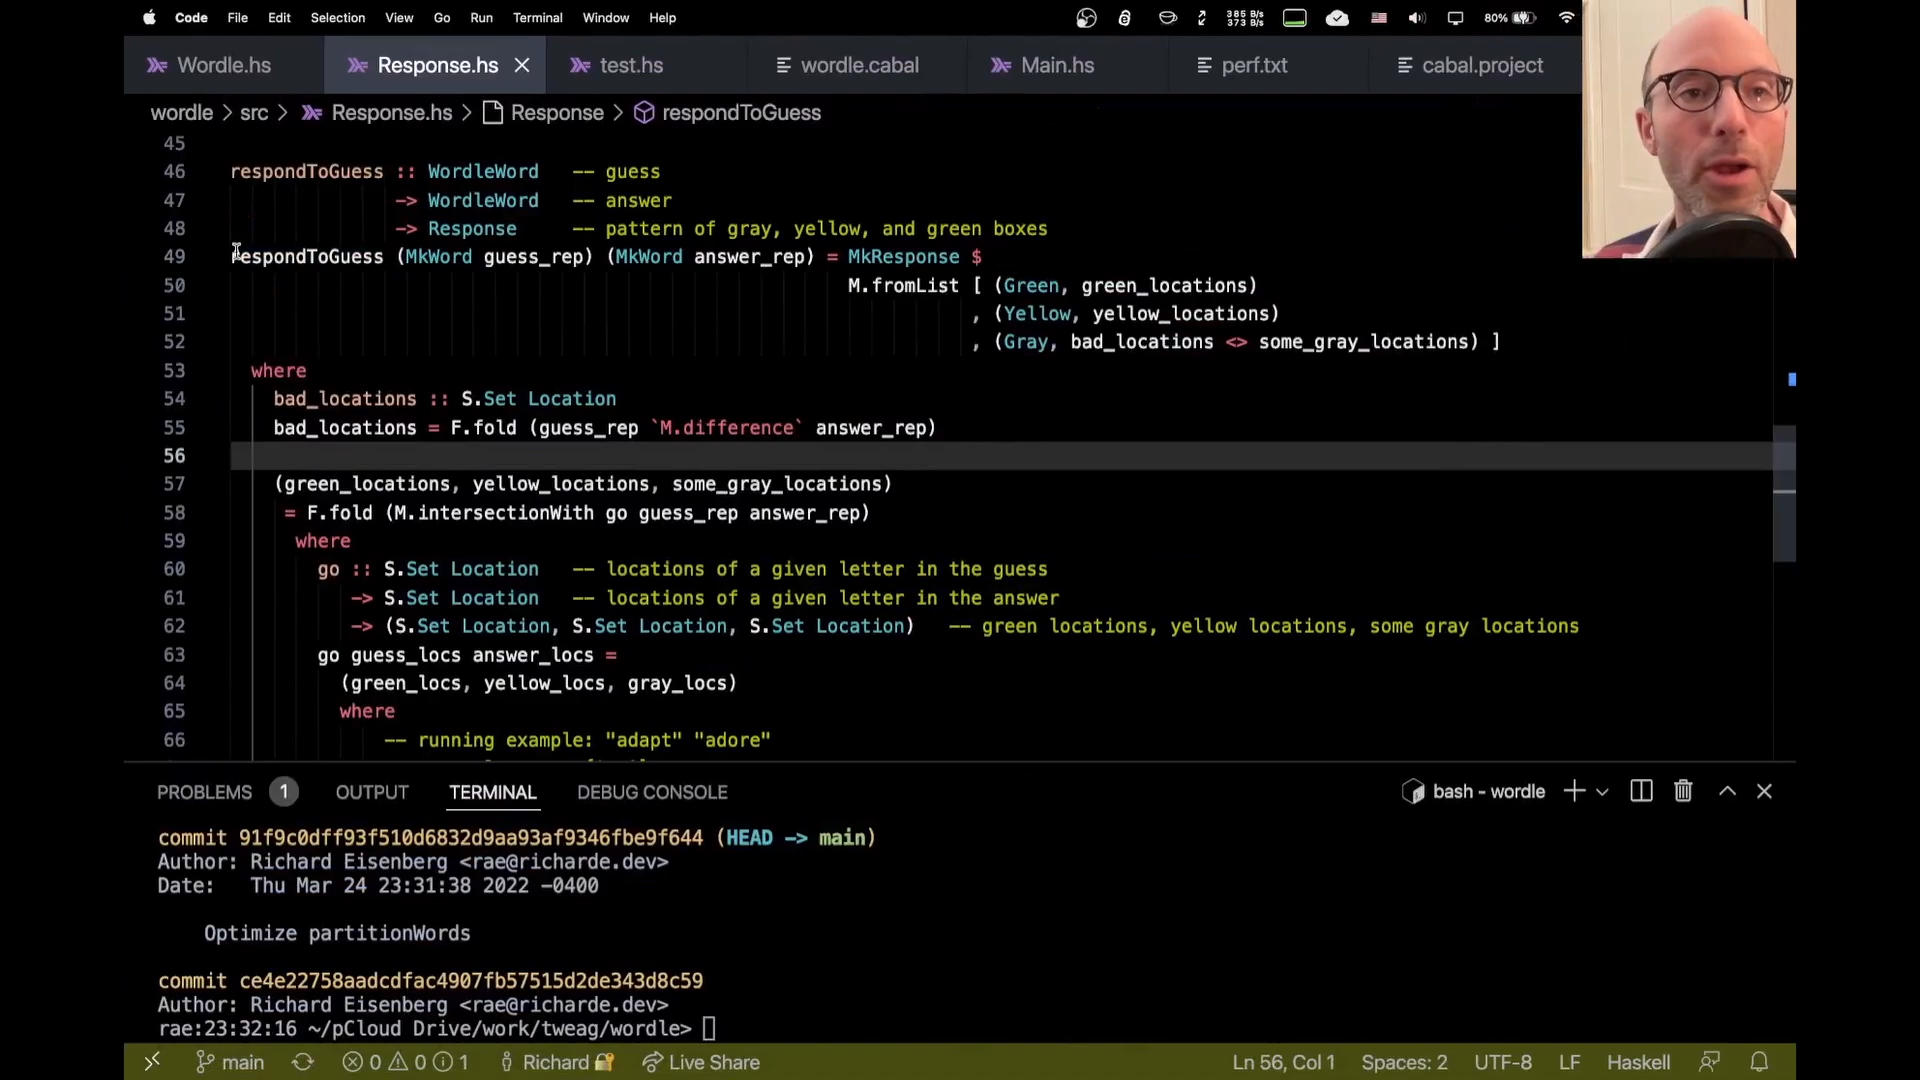 Code File Edit Selection View Go Run Terminal Window Help 385 B/s 373 B/s 80%
Wordle.hs Response.hs test.hs wordle.cabal Main.hs perf.txt cabal.project
wordle > src > Response.hs > Response > respondToGuess
45
46 respondToGuess :: WordleWord -- guess
47 -> WordleWord -- answer
48 -> Response -- pattern of gray, yellow, and green boxes
49 respondToGuess (MkWord guess_rep) (MkWord answer_rep) = MkResponse $
50 M.fromList [ (Green, green_locations)
51 , (Yellow, yellow_locations)
52 , (Gray, bad_locations <> some_gray_locations) ]
53 where
54 bad_locations :: S.Set Location
55 bad_locations = F.fold (guess_rep `M.difference` answer_rep)
56
57 (green_locations, yellow_locations, some_gray_locations)
58 = F.fold (M.intersectionWith go guess_rep answer_rep)
59 where
60 go :: S.Set Location -- locations of a given letter in the guess
61 -> S.Set Location -- locations of a given letter in the answer
62 -> (S.Set Location, S.Set Location, S.Set Location) -- green locations, yellow locations, some gray locations
63 go guess_locs answer_locs =
64 (green_locs, yellow_locs, gray_locs)
65 where
66 -- running example: "adapt" "adore"
PROBLEMS 1 OUTPUT TERMINAL DEBUG CONSOLE bash - wordle
commit 91f9c0dff93f510d6832d9aa93af9346fbe9f644 (HEAD -> main)
Author: Richard Eisenberg <rae@richarde.dev>
Date: Thu Mar 24 23:31:38 2022 -0400
Optimize partitionWords
commit ce4e22758aadcdfac4907fb57515d2de343d8c59
Author: Richard Eisenberg <rae@richarde.dev>
rae:23:32:16 ~/pCloud Drive/work/tweag/wordle>
main 0 0 1 Richard Live Share Ln 56, Col 1 Spaces: 2 UTF-8 LF Haskell